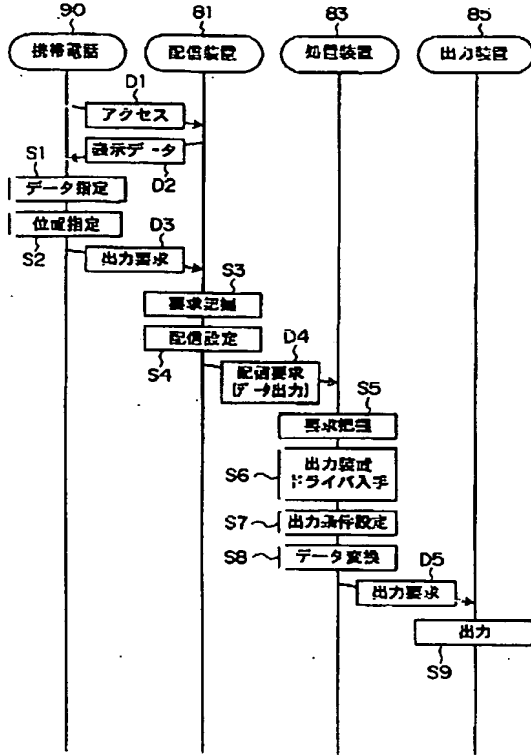 90
81
83
85
携帯電話
配信装置
処置装置
出力装置
D1
アクセス
表示データ
D2
S1
データ指定
位置指定
S2
D3
出力要求
S3
要求把握
配信設定
S4
D4
配信要求
(データ出力)
S5
要求把握
S6
出力装置
ドライバ入手
S7
出力条件設定
S8
データ変換
D5
出力要求
出力
S9